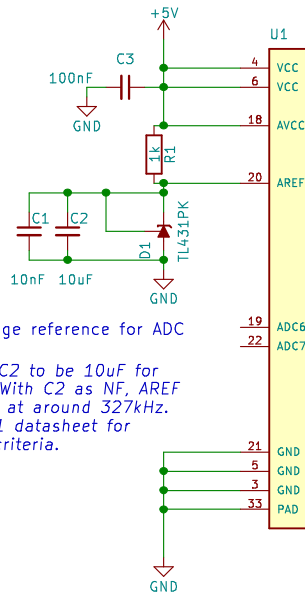 +5V
U1
C3
100nF
GND
4 VCC
6 VCC
18 AVCC
1k
R1
20 AREF
C1
C2
10nF
10uF
D1
TL431PK
GND
ge reference for ADC
C2 to be 10uF for
With C2 as NF, AREF
at around 327kHz.
1 datasheet for
criteria.
19 ADC6
22 ADC7
21 GND
5 GND
3 GND
33 PAD
GND